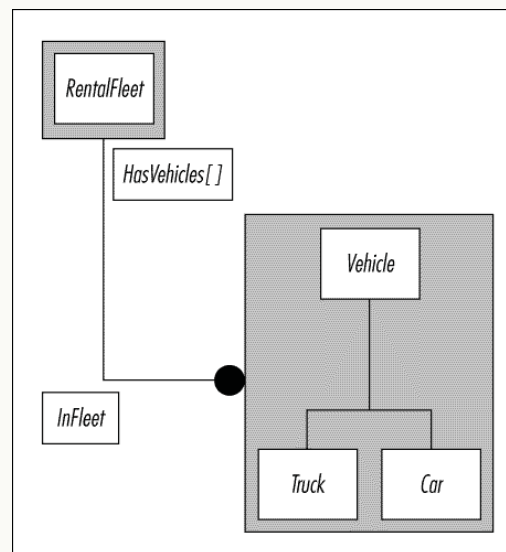 RentalFleet
HasVehicles[ ]
Vehicle
InFleet
Truck
Car